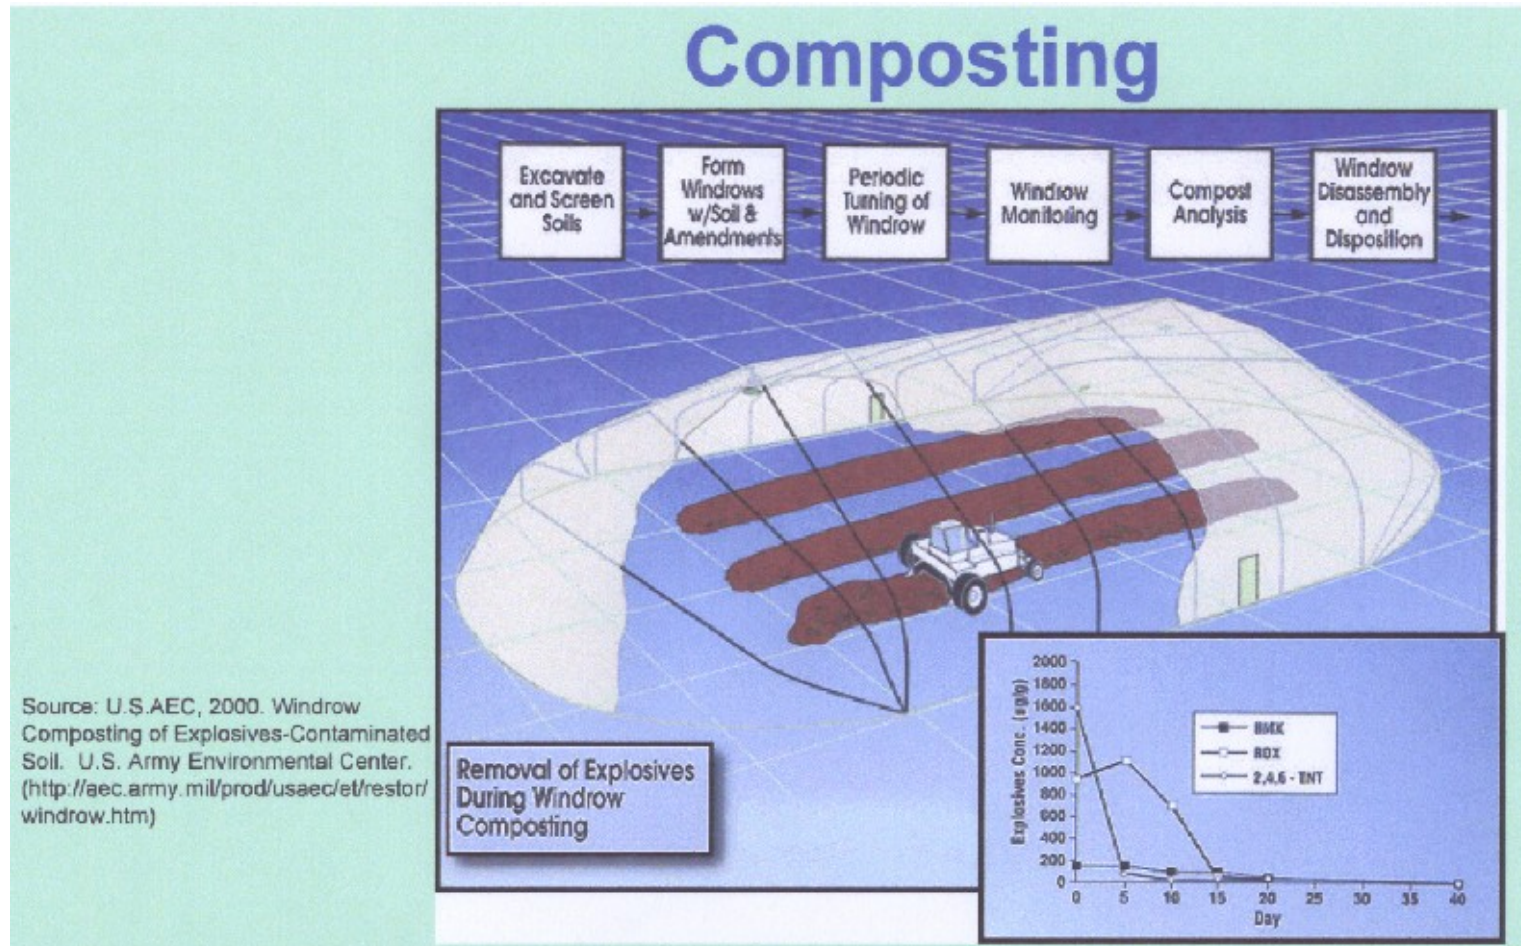 Composting
Excavate
and Screen
Soils
Form
Windrows
w/Soil &
Amendments
Periodic
Turning of
Windrow
Windrow
Monitoring
Compost
Analysis
Windrow
Disassembly
and
Disposition
Source: U.S.AEC, 2000. Windrow
Composting of Explosives-Contaminated
Soil. U.S. Army Environmental Center.
(http://aec.army.mil/prod/usaec/et/restor/
windrow.htm)
Removal of Explosives
During Windrow
Composting
Explosives Conc. (ug/g)
2000
1800
1600
1400
1200
1000
800
600
400
200
0
HMX
RDX
2,4,6 - TNT
0 5 10 15 20 25 30 35 40
Day